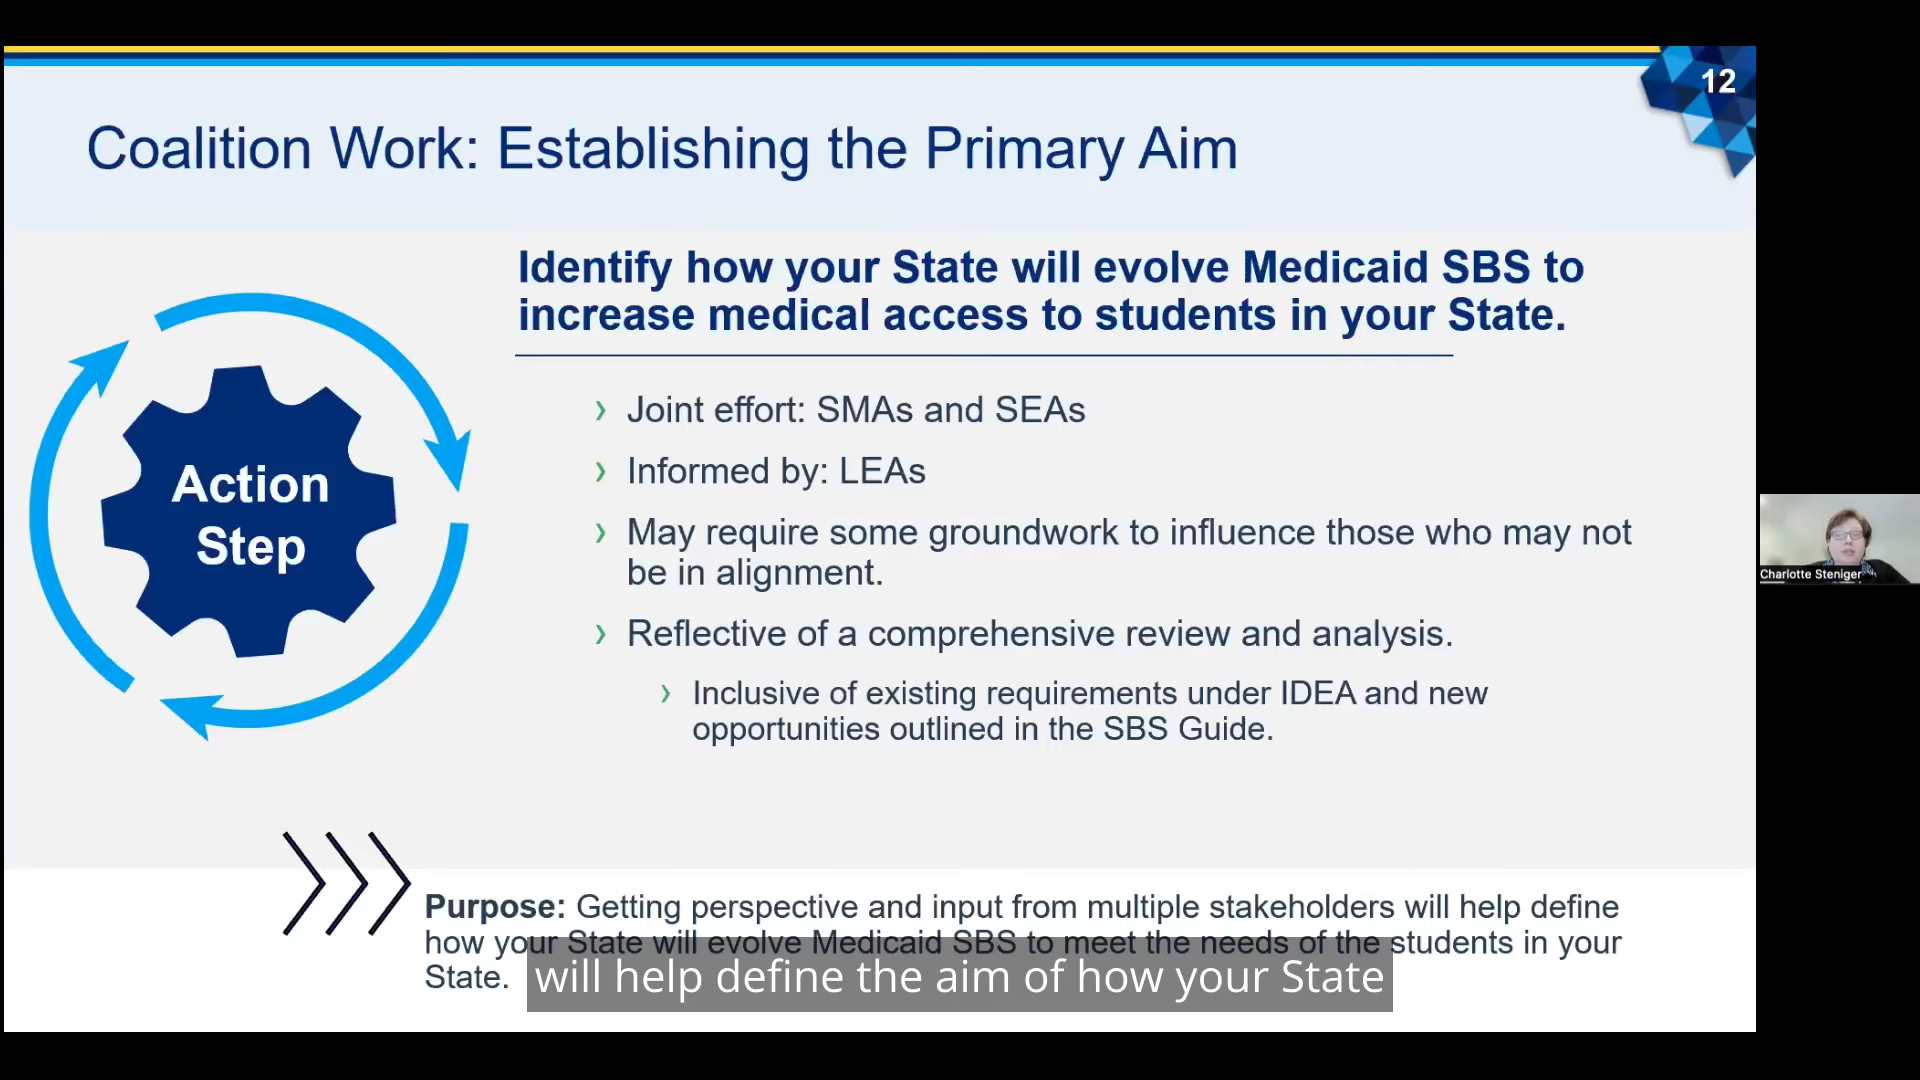 12
Coalition Work: Establishing the Primary Aim
Identify how your State will evolve Medicaid SBS to
increase medical access to students in your State.
Action
Step
› Joint effort: SMAs and SEAs
› Informed by: LEAs
› May require some groundwork to influence those who may not
be in alignment.
› Reflective of a comprehensive review and analysis.
› Inclusive of existing requirements under IDEA and new
opportunities outlined in the SBS Guide.
Charlotte Steniger
Purpose: Getting perspective and input from multiple stakeholders will help define
how your State will evolve Medicaid SBS to meet the needs of the students in your
State.
will help define the aim of how your State